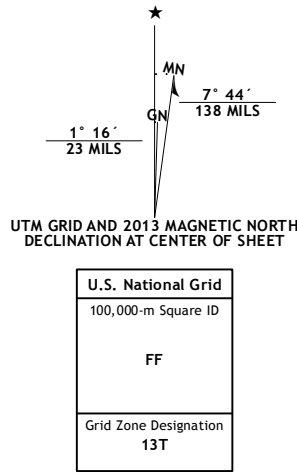 ★
MN
7° 44´
138 MILS
GN
1° 16´
23 MILS
UTM GRID AND 2013 MAGNETIC NORTH
DECLINATION AT CENTER OF SHEET
U.S. National Grid
100,000-m Square ID
FF
Grid Zone Designation
13T